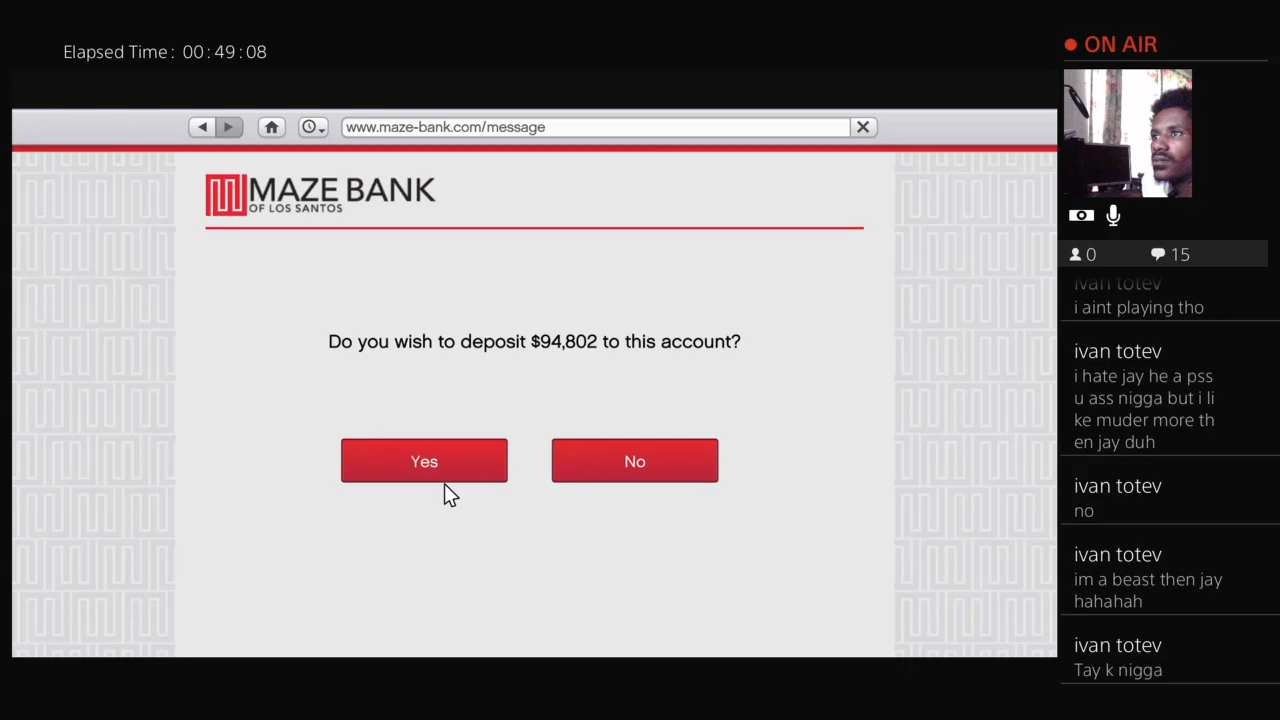 Elapsed Time: 00:49:08
ON AIR
www.maze-bank.com/message
MAZE BANK
OF LOS SANTOS
Do you wish to deposit $94,802 to this account?
Yes
No
0
15
ivan totev
i aint playing tho
ivan totev
i hate jay he a pss
u ass nigga but i li
ke muder more th
en jay duh
ivan totev
no
ivan totev
im a beast then jay
hahahah
ivan totev
Tay k nigga